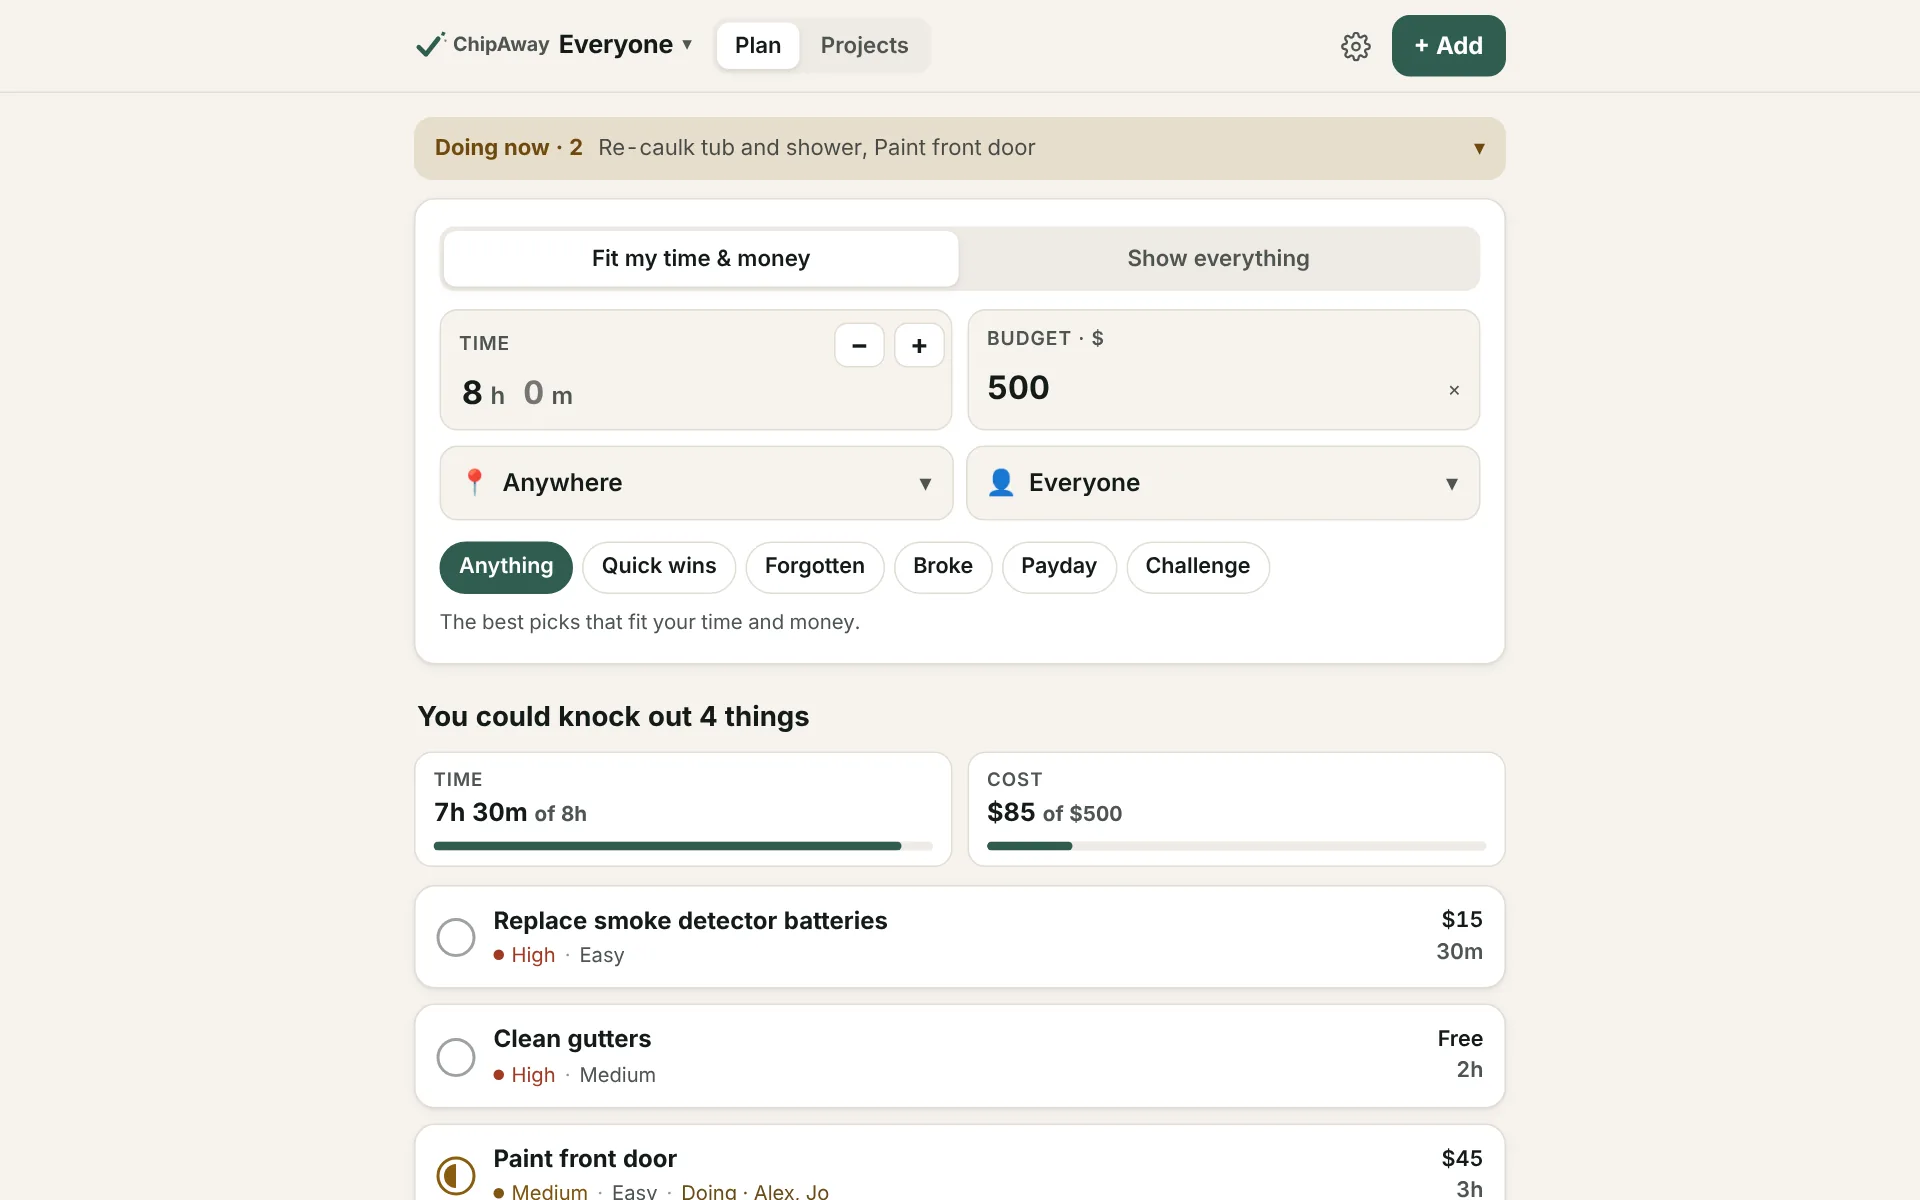 ChipAway Everyone ▾ Plan Projects + Add
Doing now · 2 Re-caulk tub and shower, Paint front door ▾
Fit my time & money Show everything
TIME − + BUDGET · $
8 h 0 m 500 ×
Anywhere ▾ Everyone ▾
Anything Quick wins Forgotten Broke Payday Challenge
The best picks that fit your time and money.
You could knock out 4 things
TIME COST
7h 30m of 8h $85 of $500
Replace smoke detector batteries $15
High · Easy 30m
Clean gutters Free
High · Medium 2h
Paint front door $45
Medium · Easy · Doing · Alex, Jo 3h